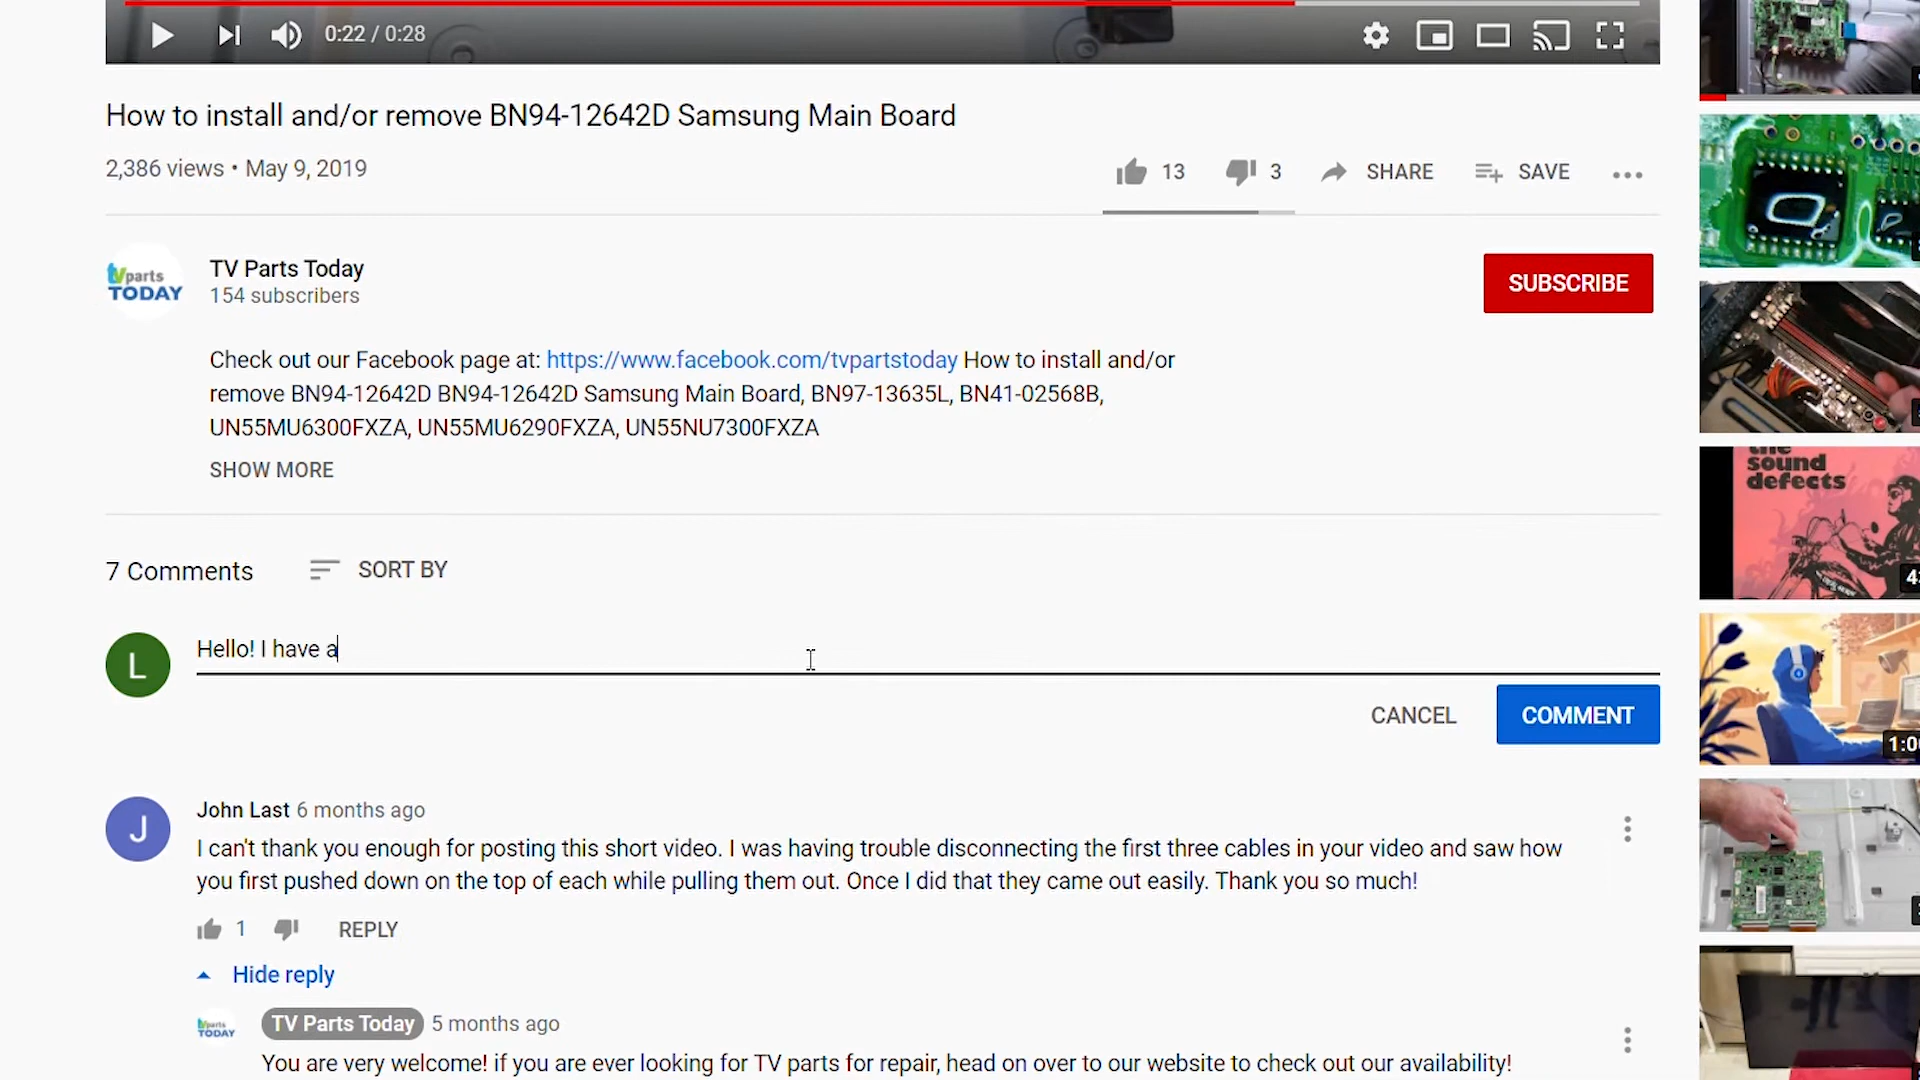 0:22 / 0:28
How to install and/or remove BN94-12642D Samsung Main Board
2,386 views • May 9, 2019
13
3
SHARE
SAVE
tvparts
TODAY
TV Parts Today
154 subscribers
SUBSCRIBE
Check out our Facebook page at: https://www.facebook.com/tvpartstoday How to install and/or
remove BN94-12642D BN94-12642D Samsung Main Board, BN97-13635L, BN41-02568B,
UN55MU6300FXZA, UN55MU6290FXZA, UN55NU7300FXZA
SHOW MORE
7 Comments
SORT BY
L
Hello! I have a
CANCEL
COMMENT
J
John Last 6 months ago
I can't thank you enough for posting this short video. I was having trouble disconnecting the first three cables in your video and saw how
you first pushed down on the top of each while pulling them out. Once I did that they came out easily. Thank you so much!
1
REPLY
Hide reply
tvparts
TODAY
TV Parts Today 5 months ago
You are very welcome! if you are ever looking for TV parts for repair, head on over to our website to check out our availability!
the
sound
defects